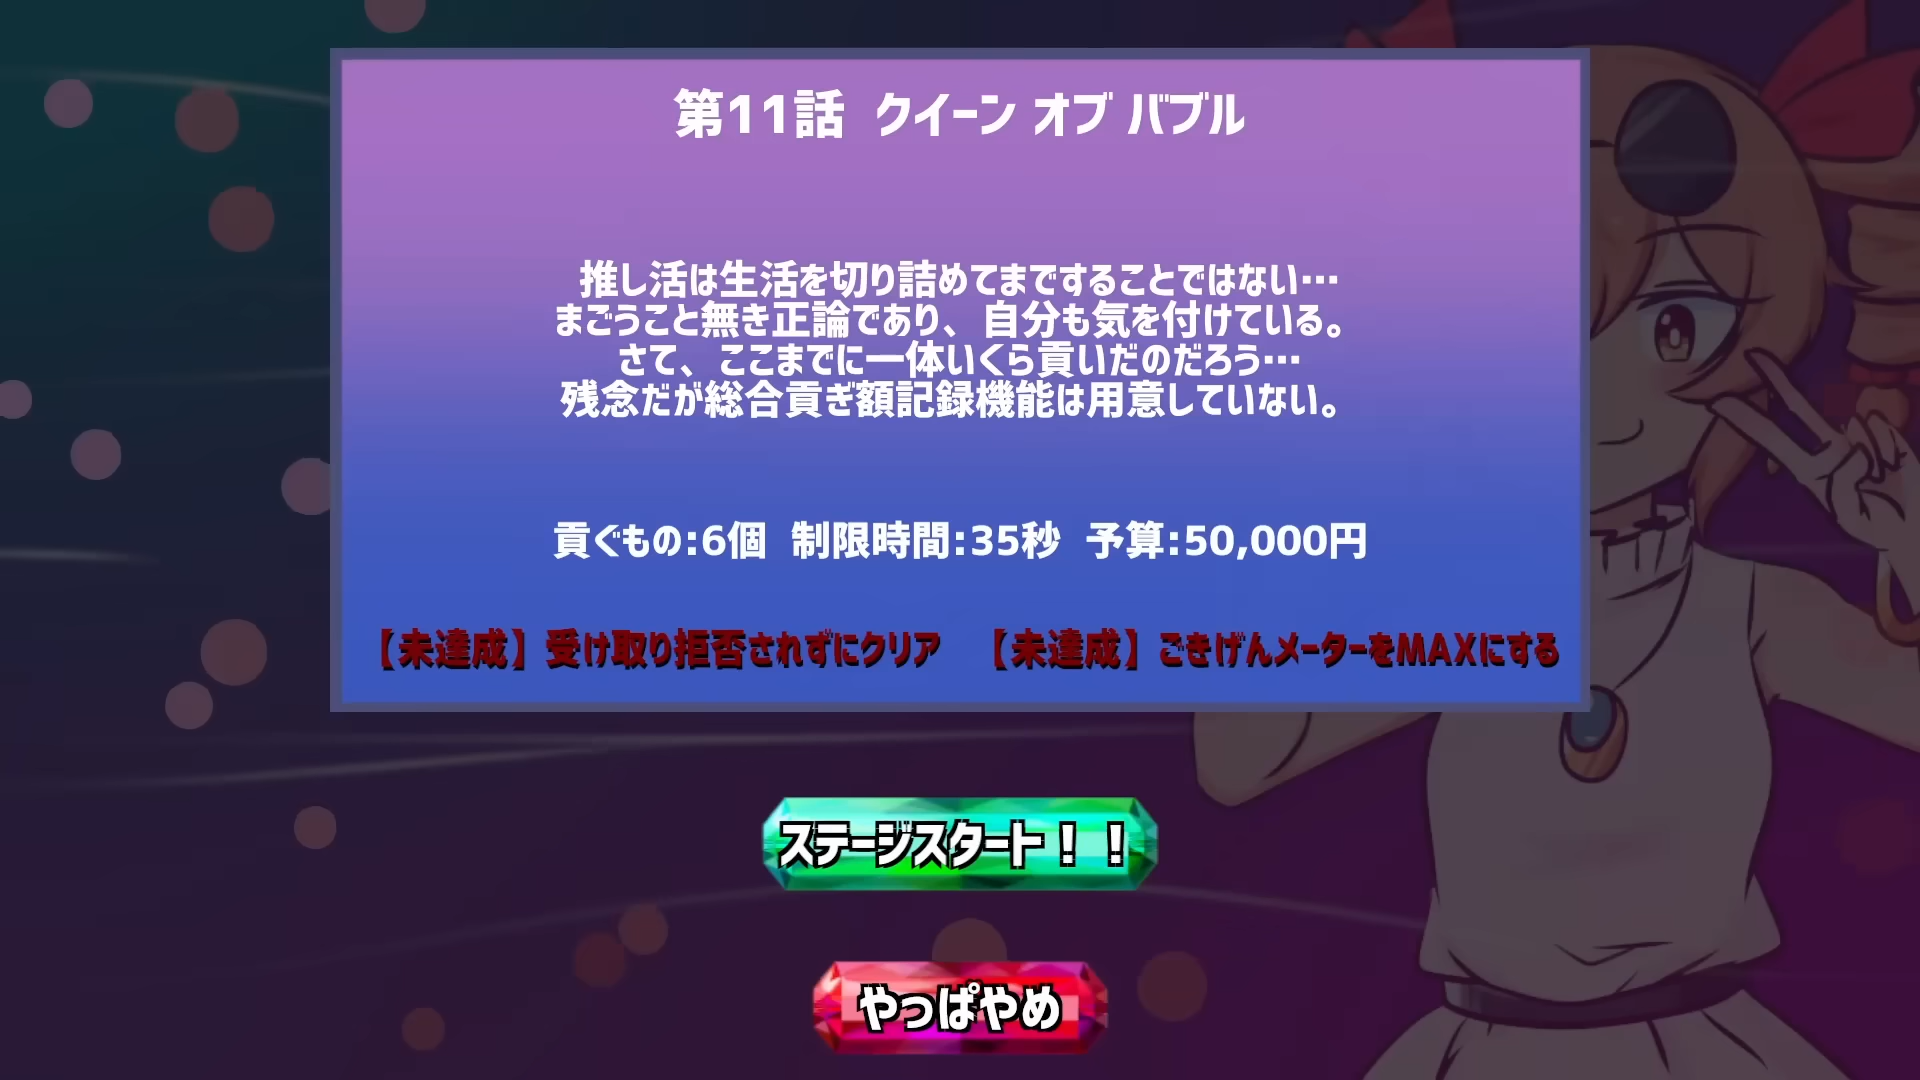 第11話 クイーン オブ バブル
推し活は生活を切り詰めてまですることではない…
まごうこと無き正論であり、自分も気を付けている。
さて、ここまでに一体いくら貢いだのだろう…
残念だが総合貢ぎ額記録機能は用意していない。
貢ぐもの:6個 制限時間:35秒 予算:50,000円
【未達成】受け取り拒否されずにクリア 【未達成】ごきげんメーターをMAXにする
ステージスタート！！
やっぱやめ